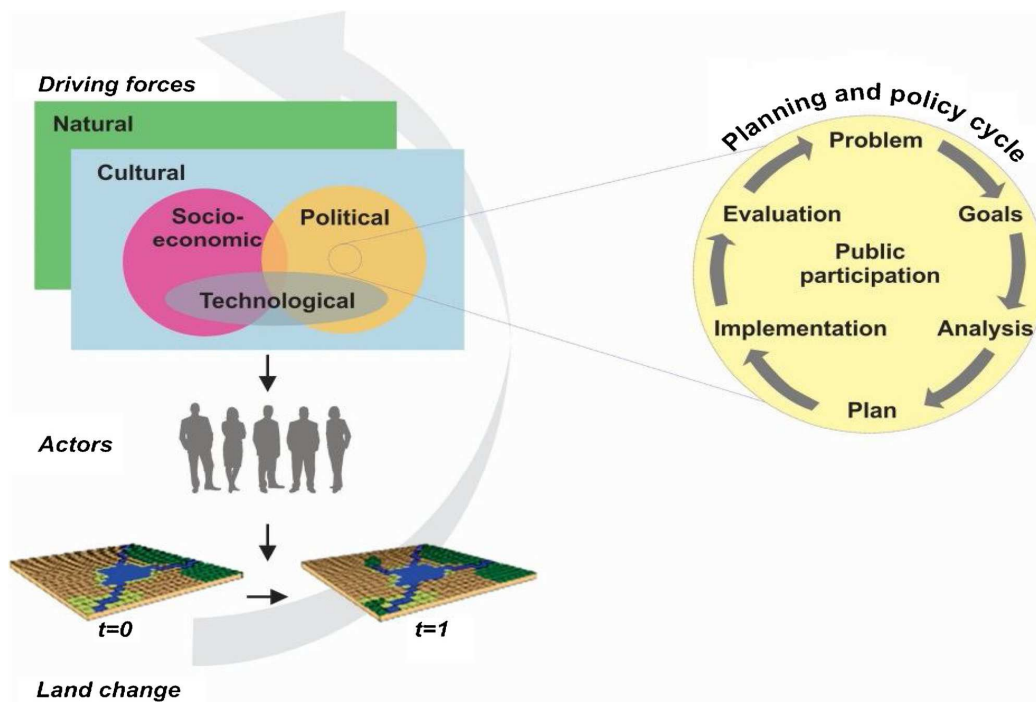 Driving forces
Natural
Cultural
Socio-
economic
Political
Technological
Actors
t=0
t=1
Land change
Planning and policy cycle
Problem
Evaluation
Goals
Public
participation
Implementation
Analysis
Plan